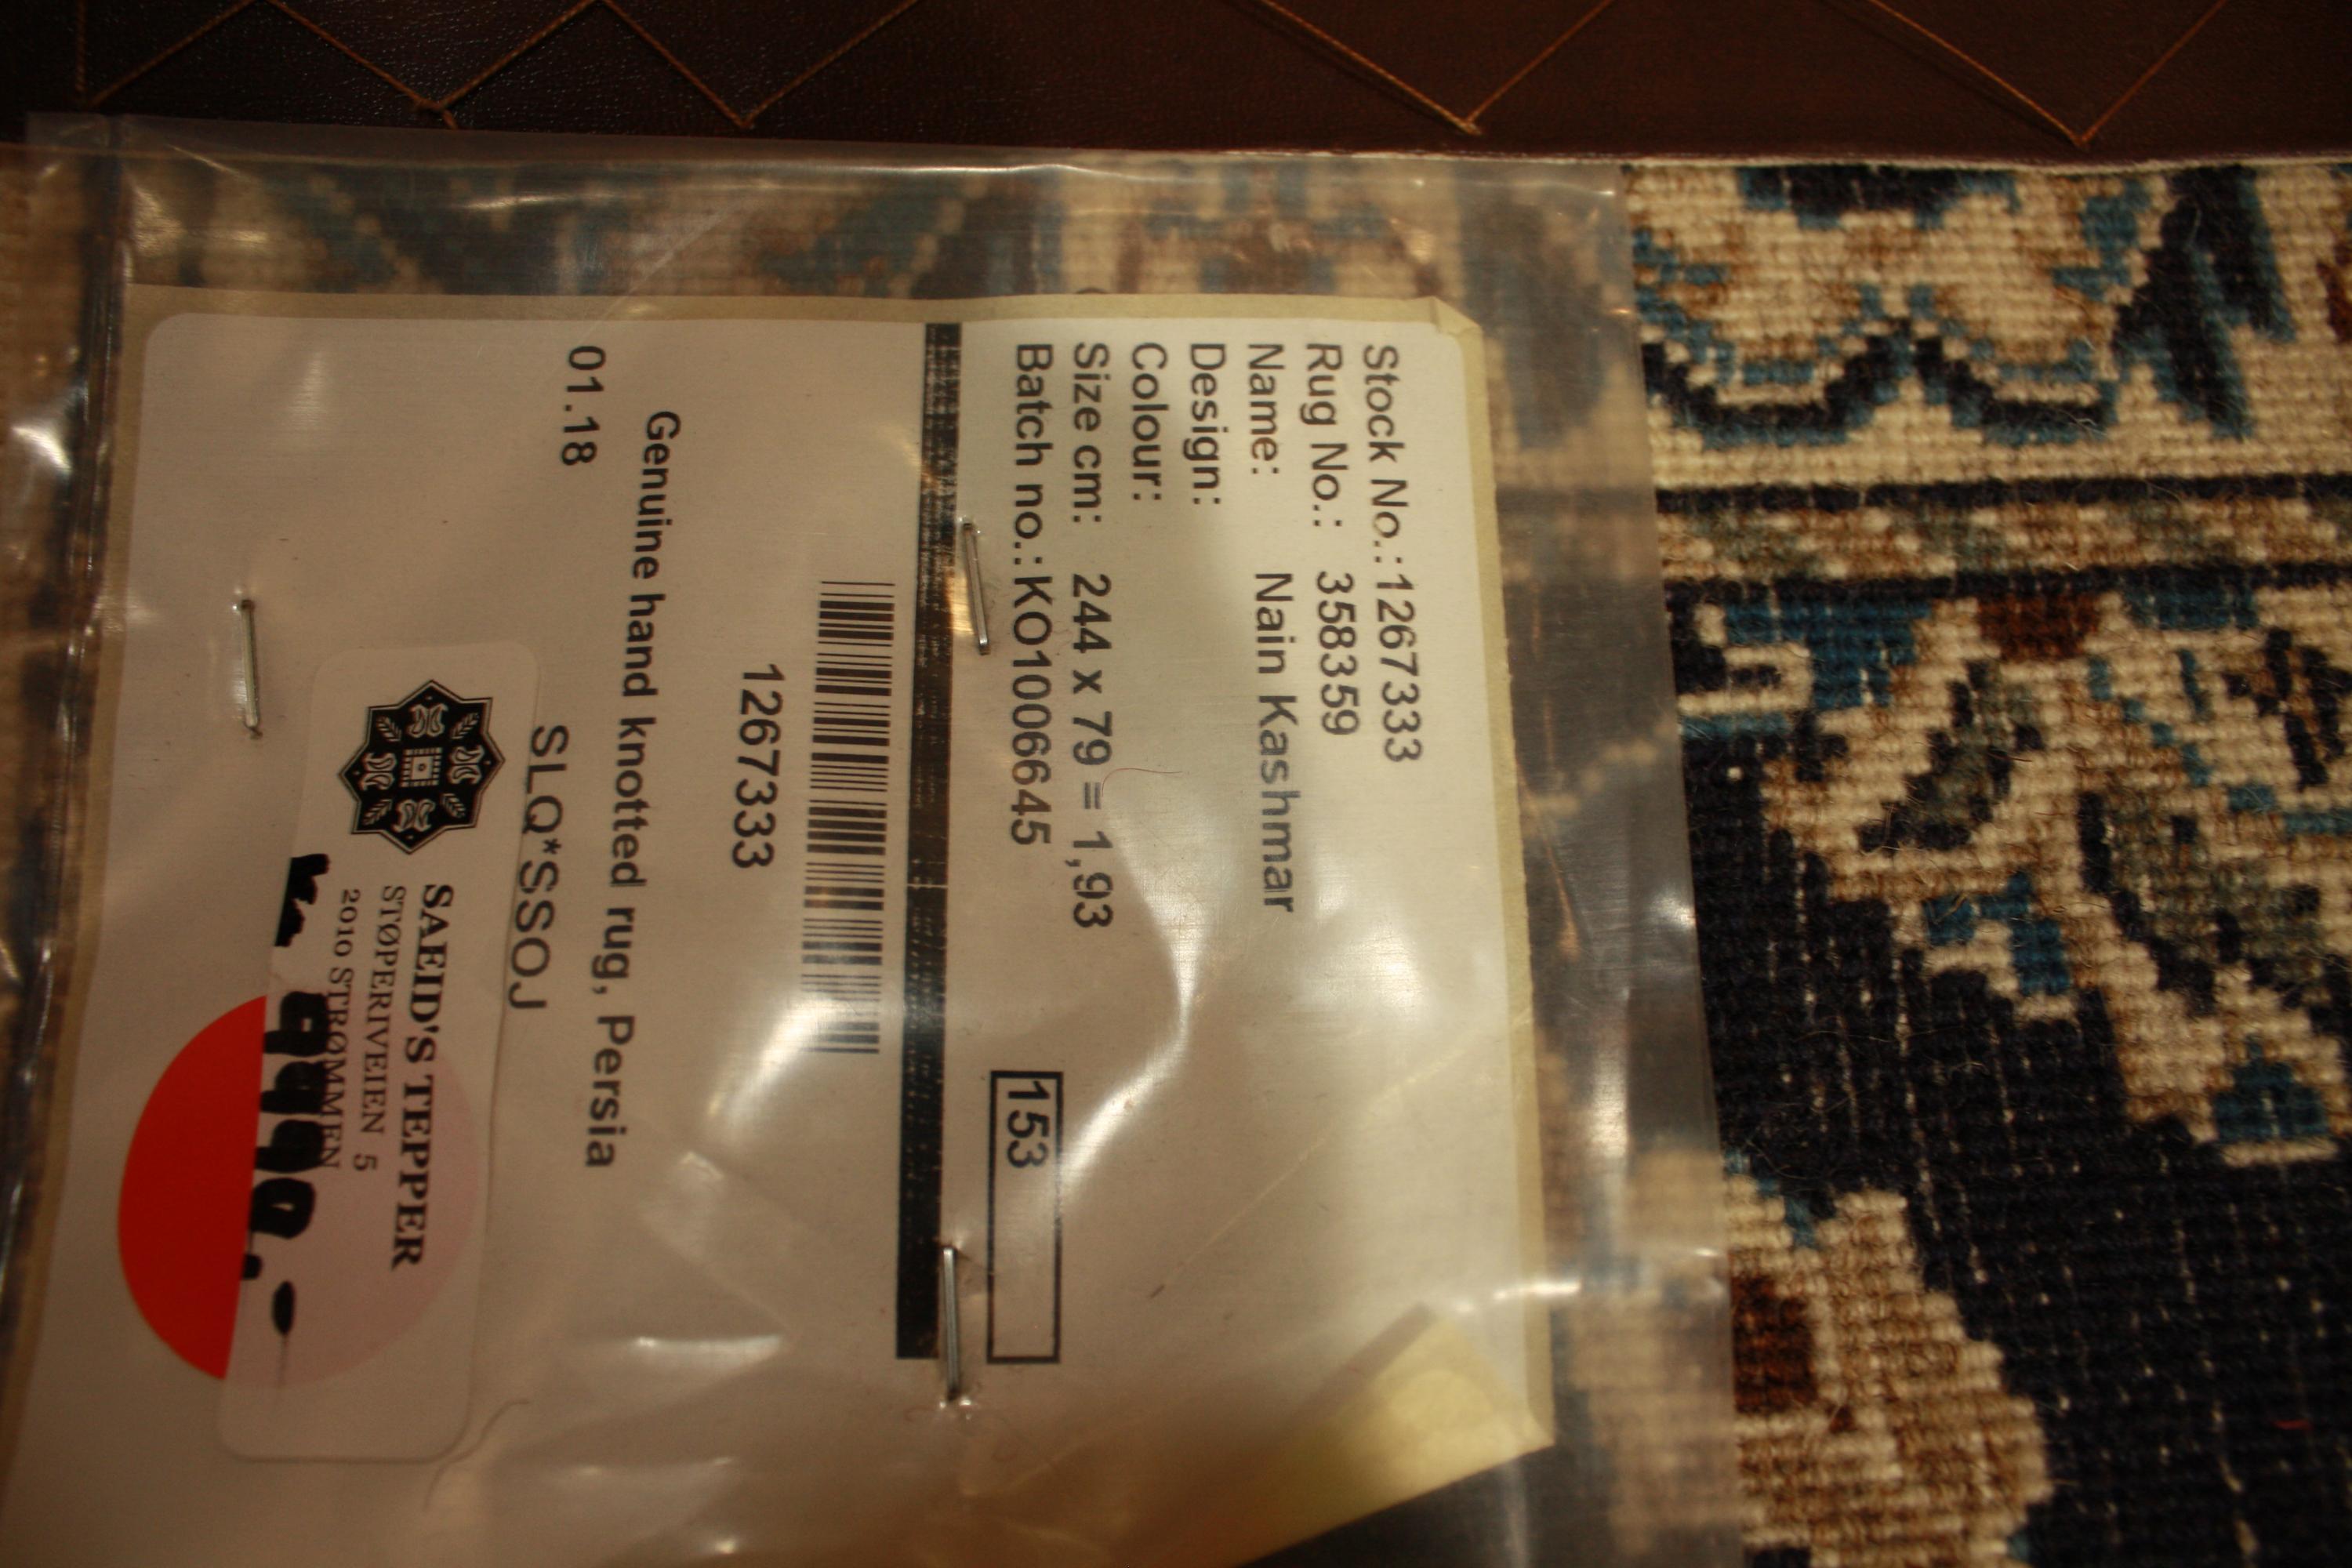 Stock No.:1267333
Rug No.: 358359
Name: Nain Kashmar
Design:
Colour:
Size cm: 244 x 79 = 1,93
Batch no.:KO10066645
153
1267333
Genuine hand knotted rug, Persia
01.18
SLQ*SSOJ
SAEID'S TEPPER
STØPERIVEIEN 5
2010 STRØMMEN